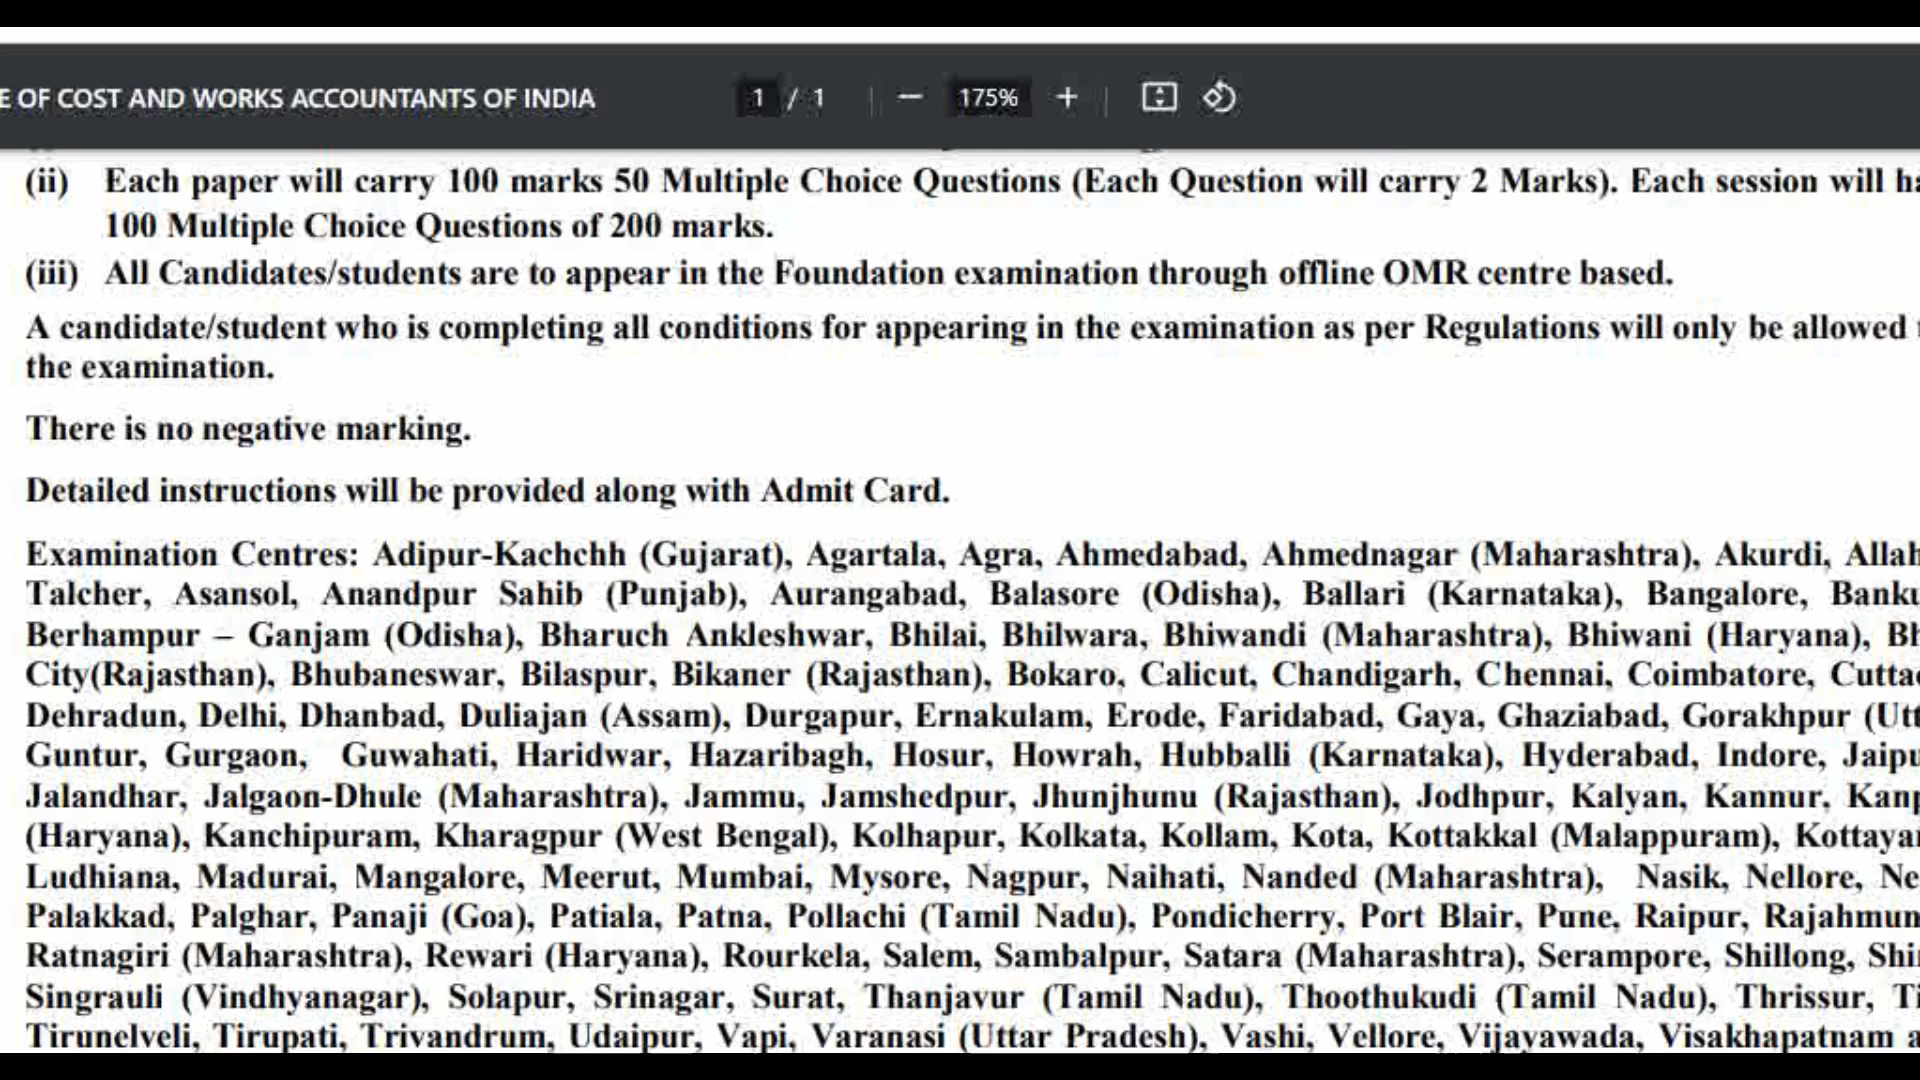 E OF COST AND WORKS ACCOUNTANTS OF INDIA 1 / 1 — 175% +
(ii) Each paper will carry 100 marks 50 Multiple Choice Questions (Each Question will carry 2 Marks). Each session will
100 Multiple Choice Questions of 200 marks.
(iii) All Candidates/students are to appear in the Foundation examination through offline OMR centre based.
A candidate/student who is completing all conditions for appearing in the examination as per Regulations will only be allowed
the examination.
There is no negative marking.
Detailed instructions will be provided along with Admit Card.
Examination Centres: Adipur-Kachchh (Gujarat), Agartala, Agra, Ahmedabad, Ahmednagar (Maharashtra), Akurdi,
Talcher, Asansol, Anandpur Sahib (Punjab), Aurangabad, Balasore (Odisha), Ballari (Karnataka), Bangalore,
Berhampur – Ganjam (Odisha), Bharuch Ankleshwar, Bhilai, Bhilwara, Bhiwandi (Maharashtra), Bhiwani (Haryana),
City(Rajasthan), Bhubaneswar, Bilaspur, Bikaner (Rajasthan), Bokaro, Calicut, Chandigarh, Chennai, Coimbatore,
Dehradun, Delhi, Dhanbad, Duliajan (Assam), Durgapur, Ernakulam, Erode, Faridabad, Gaya, Ghaziabad, Gorakhpur
Guntur, Gurgaon, Guwahati, Haridwar, Hazaribagh, Hosur, Howrah, Hubballi (Karnataka), Hyderabad, Indore,
Jalandhar, Jalgaon-Dhule (Maharashtra), Jammu, Jamshedpur, Jhunjhunu (Rajasthan), Jodhpur, Kalyan, Kannur,
(Haryana), Kanchipuram, Kharagpur (West Bengal), Kolhapur, Kolkata, Kollam, Kota, Kottakkal (Malappuram),
Ludhiana, Madurai, Mangalore, Meerut, Mumbai, Mysore, Nagpur, Naihati, Nanded (Maharashtra), Nasik, Nellore,
Palakkad, Palghar, Panaji (Goa), Patiala, Patna, Pollachi (Tamil Nadu), Pondicherry, Port Blair, Pune, Raipur,
Ratnagiri (Maharashtra), Rewari (Haryana), Rourkela, Salem, Sambalpur, Satara (Maharashtra), Serampore, Shillong,
Singrauli (Vindhyanagar), Solapur, Srinagar, Surat, Thanjavur (Tamil Nadu), Thoothukudi (Tamil Nadu), Thrissur,
Tirunelveli, Tirupati, Trivandrum, Udaipur, Vapi, Varanasi (Uttar Pradesh), Vashi, Vellore, Vijayawada, Visakhapatnam